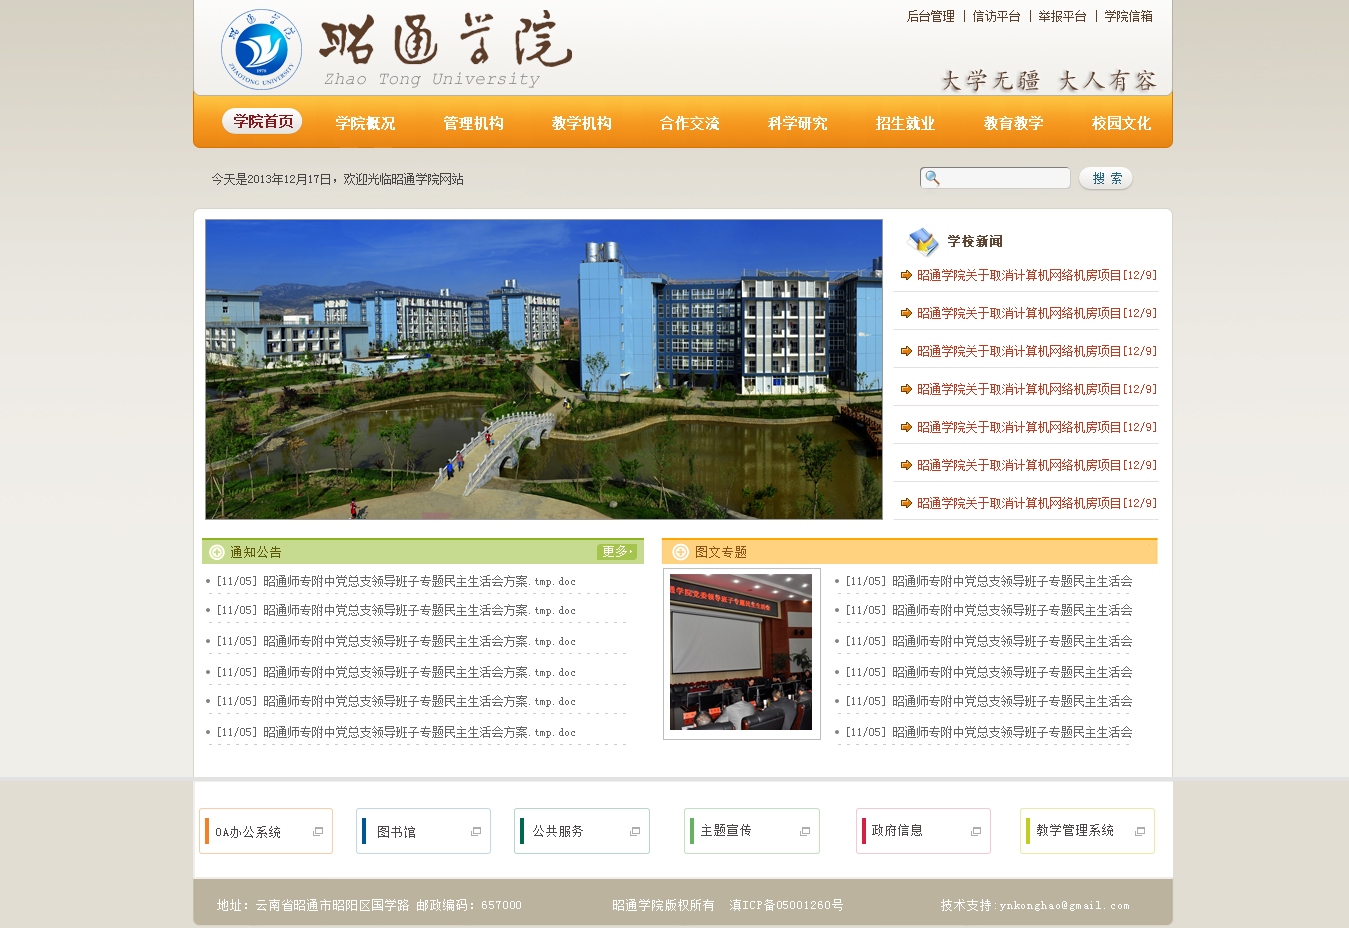 后台管理 | 信访平台 | 举报平台 | 学院信箱
昭通学院
Zhao Tong University
ZHAOTONG UNIVERSITY
1978
大学无疆 大人有容
学院首页 学院概况 管理机构 教学机构 合作交流 科学研究 招生就业 教育教学 校园文化
今天是2013年12月17日，欢迎光临昭通学院网站
搜 索
学校新闻
昭通学院关于取消计算机网络机房项目[12/9]
昭通学院关于取消计算机网络机房项目[12/9]
昭通学院关于取消计算机网络机房项目[12/9]
昭通学院关于取消计算机网络机房项目[12/9]
昭通学院关于取消计算机网络机房项目[12/9]
昭通学院关于取消计算机网络机房项目[12/9]
昭通学院关于取消计算机网络机房项目[12/9]
通知公告 更多·
[11/05] 昭通师专附中党总支领导班子专题民主生活会方案.tmp.doc
[11/05] 昭通师专附中党总支领导班子专题民主生活会方案.tmp.doc
[11/05] 昭通师专附中党总支领导班子专题民主生活会方案.tmp.doc
[11/05] 昭通师专附中党总支领导班子专题民主生活会方案.tmp.doc
[11/05] 昭通师专附中党总支领导班子专题民主生活会方案.tmp.doc
[11/05] 昭通师专附中党总支领导班子专题民主生活会方案.tmp.doc
图文专题
通学院党委领导班子专题民主生活会
[11/05] 昭通师专附中党总支领导班子专题民主生活会
[11/05] 昭通师专附中党总支领导班子专题民主生活会
[11/05] 昭通师专附中党总支领导班子专题民主生活会
[11/05] 昭通师专附中党总支领导班子专题民主生活会
[11/05] 昭通师专附中党总支领导班子专题民主生活会
[11/05] 昭通师专附中党总支领导班子专题民主生活会
OA办公系统 图书馆 公共服务 主题宣传 政府信息 教学管理系统
地址：云南省昭通市昭阳区国学路 邮政编码：657000 昭通学院版权所有 滇ICP备05001260号 技术支持:ynkonghao@gmail.com